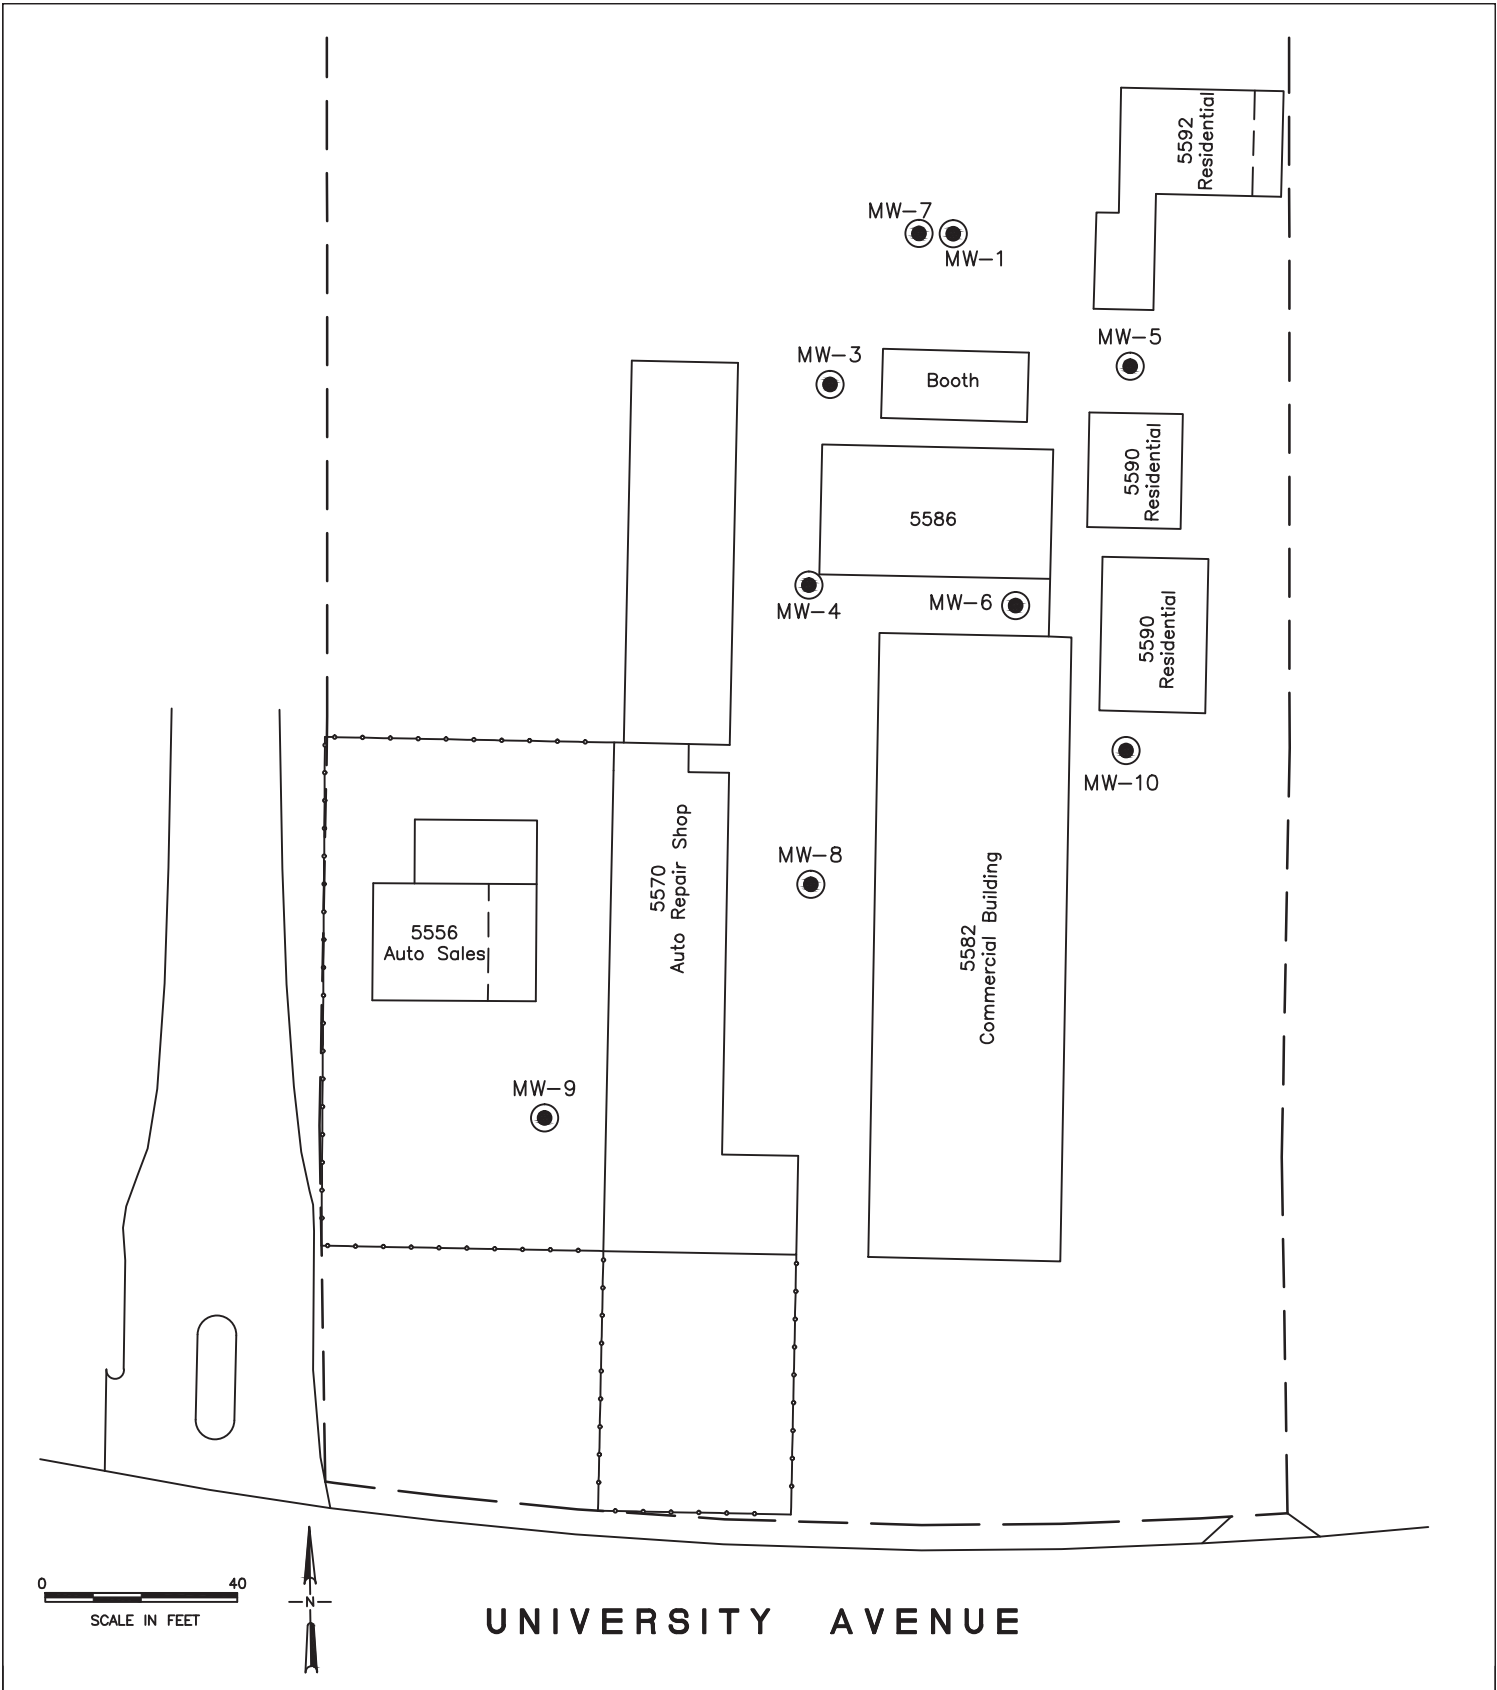 5592
Residential
MW-7
MW-1
MW-5
MW-3
Booth
5590
Residential
5586
MW-4
MW-6
5590
Residential
MW-10
5570
Auto Repair Shop
MW-8
5556
Auto Sales
5582
Commercial Building
MW-9
0
40
SCALE IN FEET
N
UNIVERSITY AVENUE